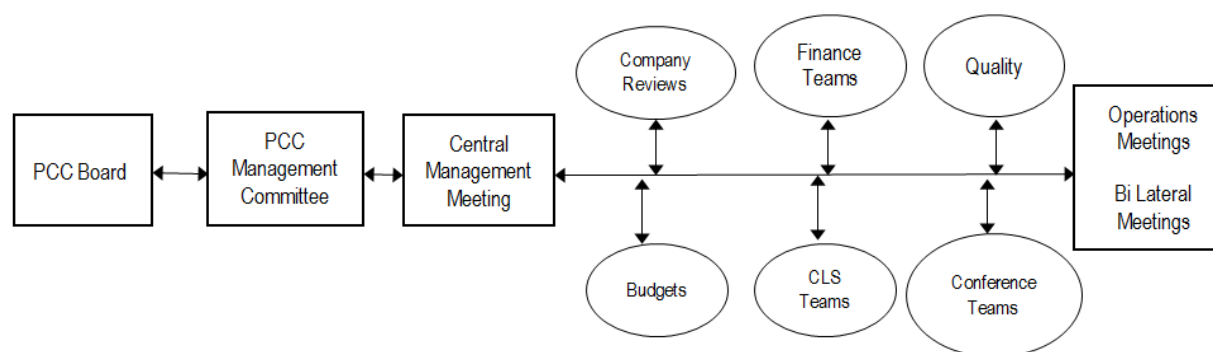 PCC Board
PCC
Management
Committee
Central
Management
Meeting
Company
Reviews
Finance
Teams
Quality
Budgets
CLS
Teams
Conference
Teams
Operations
Meetings
Bi Lateral
Meetings